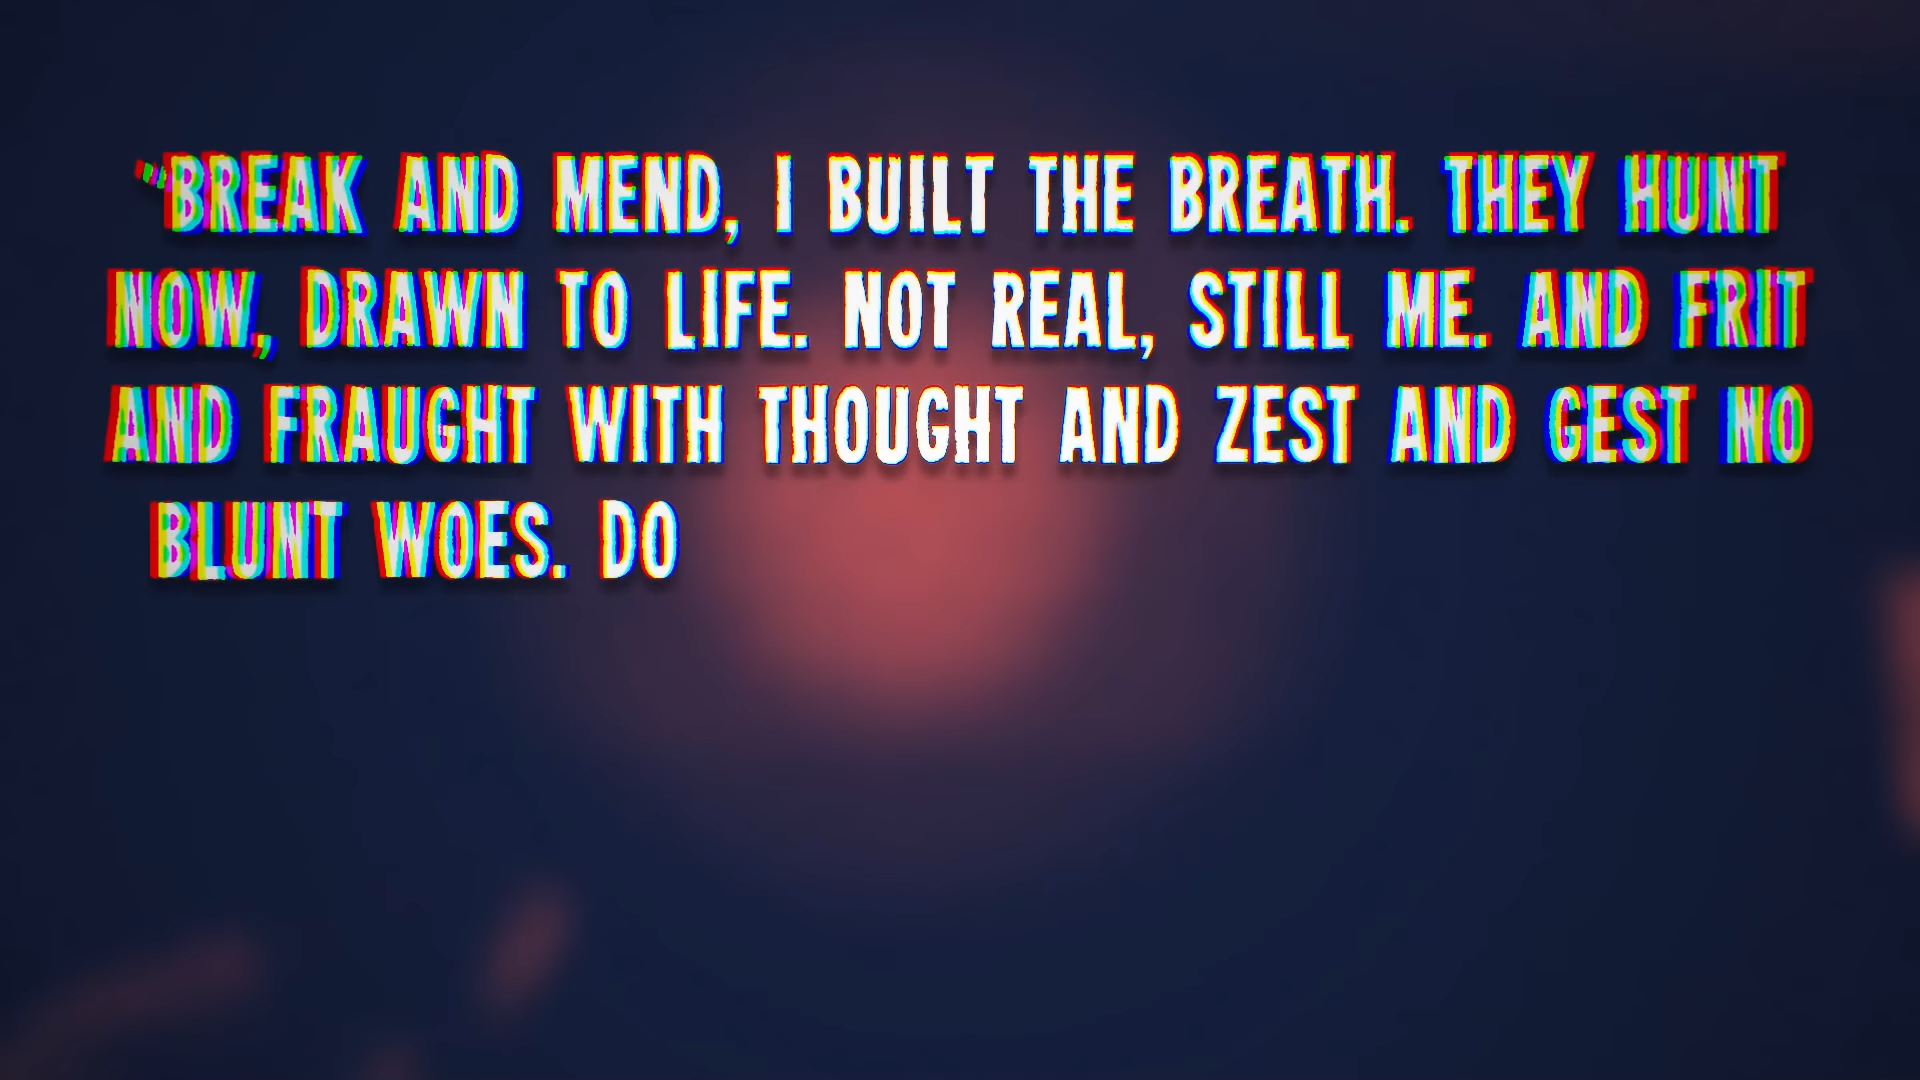 “BREAK AND MEND, I BUILT THE BREATH. THEY HUNT
NOW, DRAWN TO LIFE. NOT REAL, STILL ME. AND FRIT
AND FRAUGHT WITH THOUGHT AND ZEST AND GEST NO
BLUNT WOES. DO